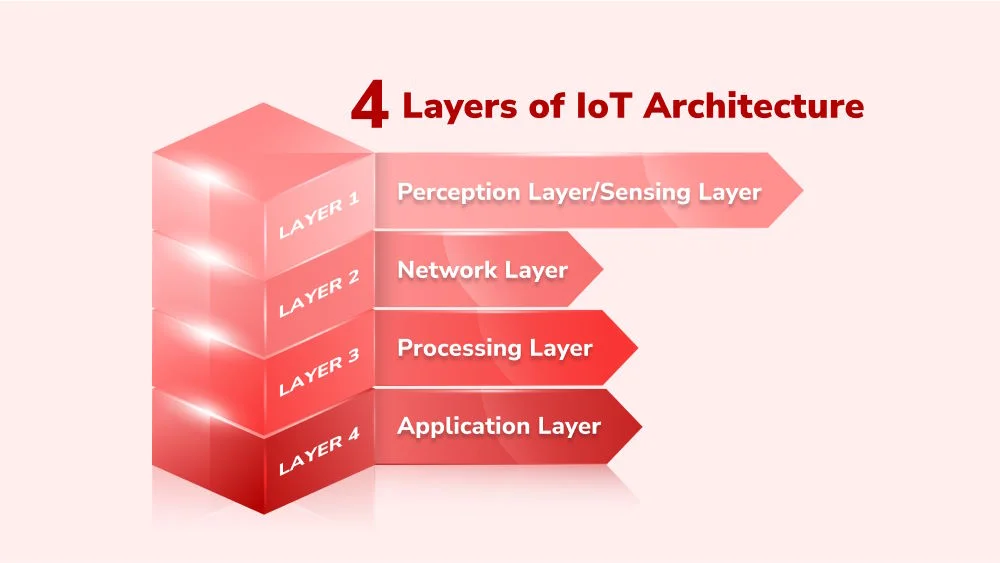 4 Layers of IoT Architecture
LAYER 1
Perception Layer/Sensing Layer
LAYER 2
Network Layer
LAYER 3
Processing Layer
LAYER 4
Application Layer